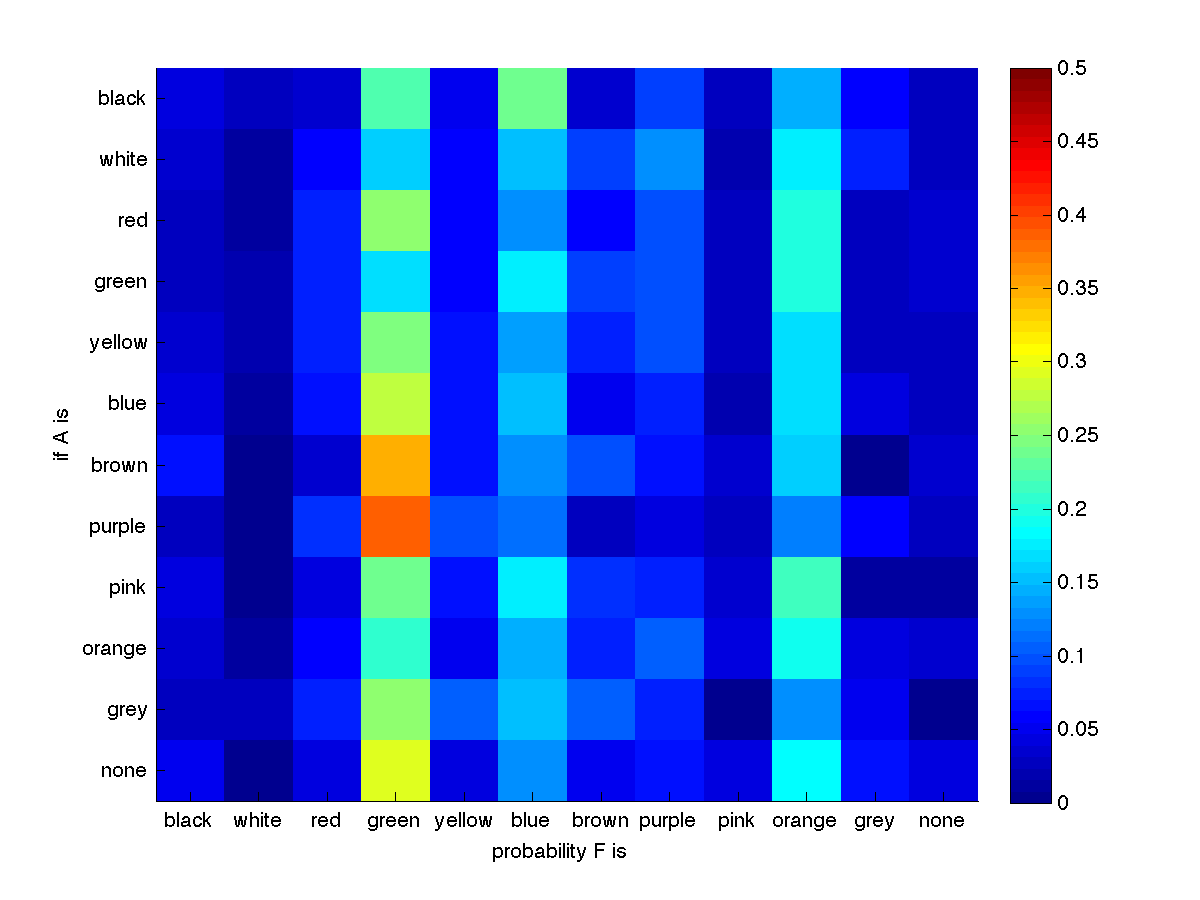 black
white
red
green
yellow
blue
brown
purple
pink
orange
grey
none
if A is
black white red green yellow blue brown purple pink orange grey none
probability F is
0.5
0.45
0.4
0.35
0.3
0.25
0.2
0.15
0.1
0.05
0